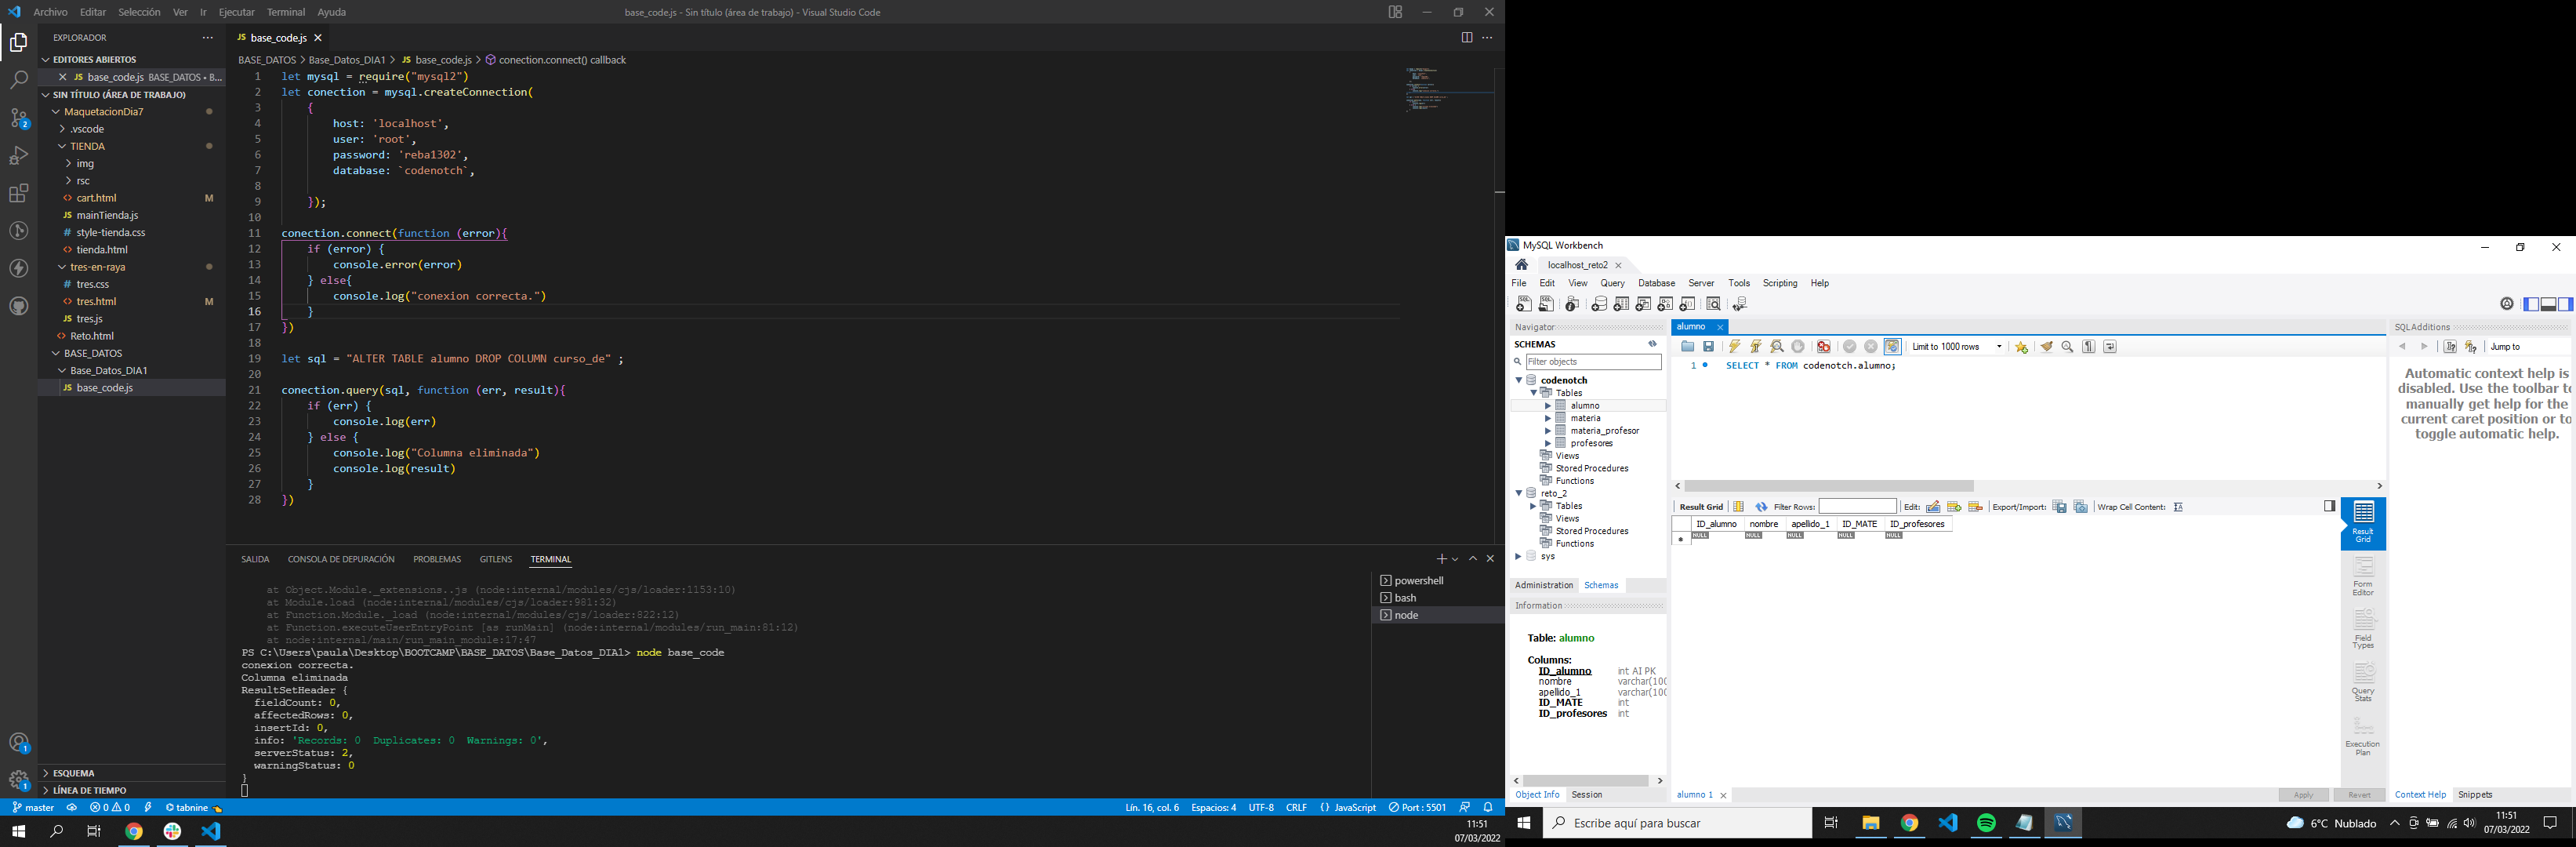 Archivo Editar Selección Ver Ir Ejecutar Terminal Ayuda
base_code.js - Sin título (área de trabajo) - Visual Studio Code
EXPLORADOR
EDITORES ABIERTOS
base_code.js BASE_DATOS • B...
SIN TÍTULO (ÁREA DE TRABAJO)
MaquetacionDia7
.vscode
TIENDA
img
rsc
cart.html M
mainTienda.js
style-tienda.css
tienda.html
tres-en-raya
tres.css
tres.html M
tres.js
Reto.html
BASE_DATOS
Base_Datos_DIA1
base_code.js
ESQUEMA
LÍNEA DE TIEMPO
JS base_code.js
BASE_DATOS > Base_Datos_DIA1 > JS base_code.js > conection.connect() callback
1 let mysql = require("mysql2")
2 let conection = mysql.createConnection(
3 {
4 host: 'localhost',
5 user: 'root',
6 password: 'reba1302',
7 database: `codenotch`,
8
9 });
10
11 conection.connect(function (error){
12 if (error) {
13 console.error(error)
14 } else{
15 console.log("conexion correcta.")
16 }
17 })
18
19 let sql = "ALTER TABLE alumno DROP COLUMN curso_de" ;
20
21 conection.query(sql, function (err, result){
22 if (err) {
23 console.log(err)
24 } else {
25 console.log("Columna eliminada")
26 console.log(result)
27 }
28 })
SALIDA CONSOLA DE DEPURACIÓN PROBLEMAS GITLENS TERMINAL
at Object.Module._extensions..js (node:internal/modules/cjs/loader:1153:10)
at Module.load (node:internal/modules/cjs/loader:981:32)
at Function.Module._load (node:internal/modules/cjs/loader:822:12)
at Function.executeUserEntryPoint [as runMain] (node:internal/modules/run_main:81:12)
at node:internal/main/run_main_module:17:47
PS C:\Users\paula\Desktop\BOOTCAMP\BASE_DATOS\Base_Datos_DIA1> node base_code
conexion correcta.
Columna eliminada
ResultSetHeader {
fieldCount: 0,
affectedRows: 0,
insertId: 0,
info: 'Records: 0  Duplicates: 0  Warnings: 0',
serverStatus: 2,
warningStatus: 0
}
powershell
bash
node
master 0 0 tabnine
Lín. 16, col. 6 Espacios: 4 UTF-8 CRLF {} JavaScript Port : 5501
11:51
07/03/2022
MySQL Workbench
localhost_reto2
File Edit View Query Database Server Tools Scripting Help
Navigator
SCHEMAS
Filter objects
codenotch
Tables
alumno
materia
materia_profesor
profesores
Views
Stored Procedures
Functions
reto_2
Tables
Views
Stored Procedures
Functions
sys
Administration Schemas
Information
Table: alumno
Columns:
ID_alumno int AI PK
nombre varchar(100
apellido_1 varchar(100
ID_MATE int
ID_profesores int
Object Info Session
alumno
Limit to 1000 rows
1 SELECT * FROM codenotch.alumno;
Result Grid Filter Rows: Edit: Export/Import: Wrap Cell Content:
ID_alumno nombre apellido_1 ID_MATE ID_profesores
NULL NULL NULL NULL NULL
Result Grid
Form Editor
Field Types
Query Stats
Execution Plan
alumno 1
Apply Revert
SQLAdditions
Jump to
Automatic context help is
disabled. Use the toolbar to
manually get help for the
current caret position or to
toggle automatic help.
Context Help Snippets
Escribe aquí para buscar
6°C Nublado
11:51
07/03/2022